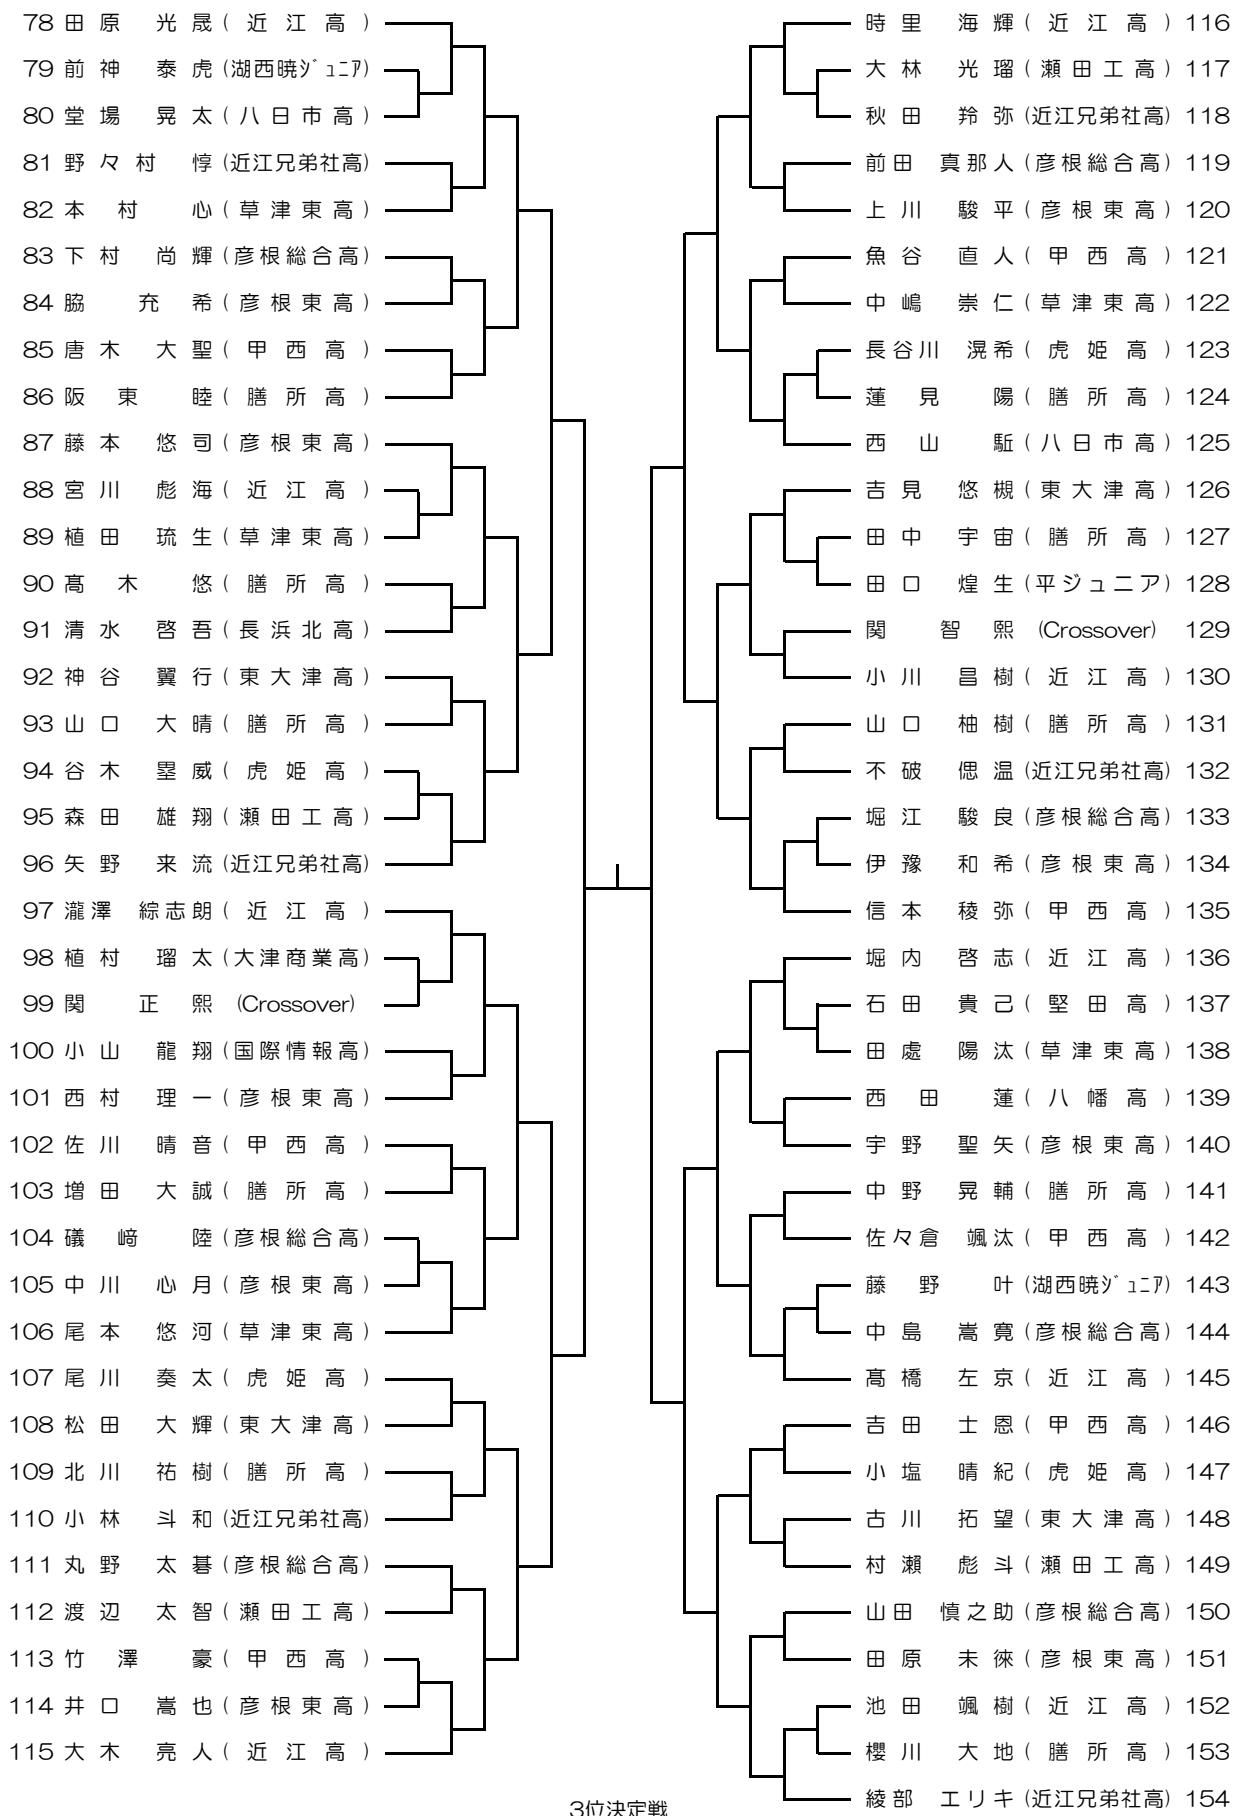 78 田原 光晟 (近江高)
79 前神 泰虎 (湖西暁ジュニア)
80 堂場 晃太 (八日市高)
81 野々村 惇 (近江兄弟社高)
82 本村 心 (草津東高)
83 下村 尚輝 (彦根総合高)
84 脇 充希 (彦根東高)
85 唐木 大聖 (甲西高)
86 阪東 睦 (膳所高)
87 藤本 悠司 (彦根東高)
88 宮川 彪海 (近江高)
89 植田 琉生 (草津東高)
90 髙木 悠 (膳所高)
91 清水 啓吾 (長浜北高)
92 神谷 翼行 (東大津高)
93 山口 大晴 (膳所高)
94 谷木 塁威 (虎姫高)
95 森田 雄翔 (瀬田工高)
96 矢野 来流 (近江兄弟社高)
97 瀧澤 綜志朗 (近江高)
98 植村 瑠太 (大津商業高)
99 関 正熙 (Crossover)
100 小山 龍翔 (国際情報高)
101 西村 理一 (彦根東高)
102 佐川 晴音 (甲西高)
103 増田 大誠 (膳所高)
104 礒﨑 陸 (彦根総合高)
105 中川 心月 (彦根東高)
106 尾本 悠河 (草津東高)
107 尾川 奏太 (虎姫高)
108 松田 大輝 (東大津高)
109 北川 祐樹 (膳所高)
110 小林 斗和 (近江兄弟社高)
111 丸野 太碁 (彦根総合高)
112 渡辺 太智 (瀬田工高)
113 竹澤 豪 (甲西高)
114 井口 嵩也 (彦根東高)
115 大木 亮人 (近江高)
時里 海輝 (近江高) 116
大林 光瑠 (瀬田工高) 117
秋田 羚弥 (近江兄弟社高) 118
前田 真那人 (彦根総合高) 119
上川 駿平 (彦根東高) 120
魚谷 直人 (甲西高) 121
中嶋 崇仁 (草津東高) 122
長谷川 滉希 (虎姫高) 123
蓮見 陽 (膳所高) 124
西山 駈 (八日市高) 125
吉見 悠槻 (東大津高) 126
田中 宇宙 (膳所高) 127
田口 煌生 (平ジュニア) 128
関 智熙 (Crossover) 129
小川 昌樹 (近江高) 130
山口 柚樹 (膳所高) 131
不破 偲温 (近江兄弟社高) 132
堀江 駿良 (彦根総合高) 133
伊豫 和希 (彦根東高) 134
信本 稜弥 (甲西高) 135
堀内 啓志 (近江高) 136
石田 貴己 (堅田高) 137
田處 陽汰 (草津東高) 138
西田 蓮 (八幡高) 139
宇野 聖矢 (彦根東高) 140
中野 晃輔 (膳所高) 141
佐々倉 颯汰 (甲西高) 142
藤野 叶 (湖西暁ジュニア) 143
中島 嵩寛 (彦根総合高) 144
髙橋 左京 (近江高) 145
吉田 士恩 (甲西高) 146
小塩 晴紀 (虎姫高) 147
古川 拓望 (東大津高) 148
村瀬 彪斗 (瀬田工高) 149
山田 慎之助 (彦根総合高) 150
田原 未徠 (彦根東高) 151
池田 颯樹 (近江高) 152
櫻川 大地 (膳所高) 153
綾部 エリキ (近江兄弟社高) 154
3位決定戦